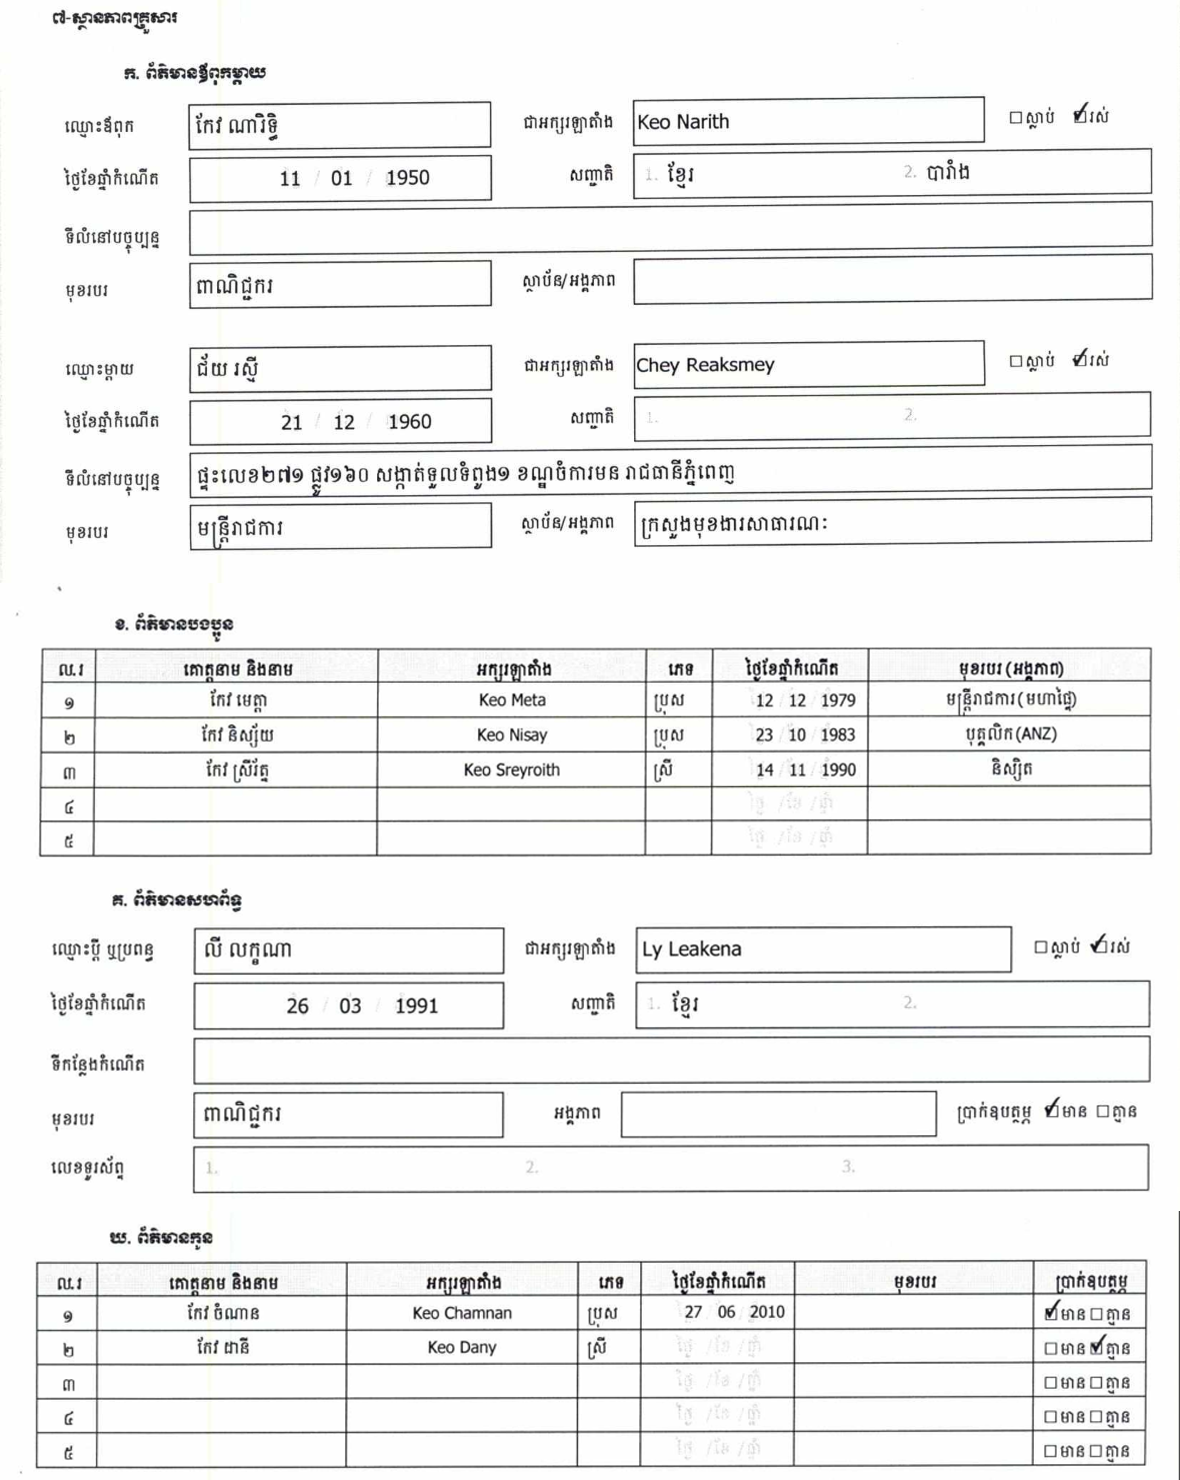 ៧-ស្ថានភាពគ្រួសារ
ក. ព័ត៌មានឪពុកម្តាយ
ឈ្មោះឪពុក កែវ ណារិទ្ធិ ជាអក្សរឡាតាំង Keo Narith ☐ស្លាប់ ☑រស់
ថ្ងៃខែឆ្នាំកំណើត 11 / 01 / 1950 សញ្ជាតិ 1. ខ្មែរ 2. បារាំង
ទីលំនៅបច្ចុប្បន្ន
មុខរបរ ពាណិជ្ជករ ស្ថាប័ន/អង្គភាព
ឈ្មោះម្តាយ ជ័យ រស្មី ជាអក្សរឡាតាំង Chey Reaksmey ☐ស្លាប់ ☑រស់
ថ្ងៃខែឆ្នាំកំណើត 21 / 12 / 1960 សញ្ជាតិ 1. 2.
ទីលំនៅបច្ចុប្បន្ន ផ្ទះលេខ២៧១ ផ្លូវ១៦០ សង្កាត់ទួលទំពូង១ ខណ្ឌចំការមន រាជធានីភ្នំពេញ
មុខរបរ មន្ត្រីរាជការ ស្ថាប័ន/អង្គភាព ក្រសួងមុខងារសាធារណៈ
ខ. ព័ត៌មានបងប្អូន
ល.រ គោត្តនាម និងនាម អក្សរឡាតាំង ភេទ ថ្ងៃខែឆ្នាំកំណើត មុខរបរ (អង្គភាព)
១ កែវ មេត្តា Keo Meta ប្រុស 12 12 1979 មន្ត្រីរាជការ(មហាផ្ទៃ)
២ កែវ និស្ស័យ Keo Nisay ប្រុស 23 10 1983 បុគ្គលិក(ANZ)
៣ កែវ ស្រីរ័ត្ន Keo Sreyroith ស្រី 14 11 1990 និស្សិត
៤ ថ្ងៃ /ខែ /ឆ្នាំ
៥ ថ្ងៃ /ខែ /ឆ្នាំ
គ. ព័ត៌មានសហព័ទ្ធ
ឈ្មោះប្តី ឬប្រពន្ធ លី លក្ខណា ជាអក្សរឡាតាំង Ly Leakena ☐ស្លាប់ ☑រស់
ថ្ងៃខែឆ្នាំកំណើត 26 / 03 / 1991 សញ្ជាតិ 1. ខ្មែរ 2.
ទីកន្លែងកំណើត
មុខរបរ ពាណិជ្ជករ អង្គភាព ប្រាក់ឧបត្ថម្ភ ☑មាន ☐គ្មាន
លេខទូរស័ព្ទ 1. 2. 3.
ឃ. ព័ត៌មានកូន
ល.រ គោត្តនាម និងនាម អក្សរឡាតាំង ភេទ ថ្ងៃខែឆ្នាំកំណើត មុខរបរ ប្រាក់ឧបត្ថម្ភ
១ កែវ ចំណាន Keo Chamnan ប្រុស 27 06 2010 ☑មាន ☐គ្មាន
២ កែវ ដានី Keo Dany ស្រី ថ្ងៃ /ខែ /ឆ្នាំ ☐មាន ☑គ្មាន
៣ ថ្ងៃ /ខែ /ឆ្នាំ ☐មាន ☐គ្មាន
៤ ថ្ងៃ /ខែ /ឆ្នាំ ☐មាន ☐គ្មាន
៥ ថ្ងៃ /ខែ /ឆ្នាំ ☐មាន ☐គ្មាន